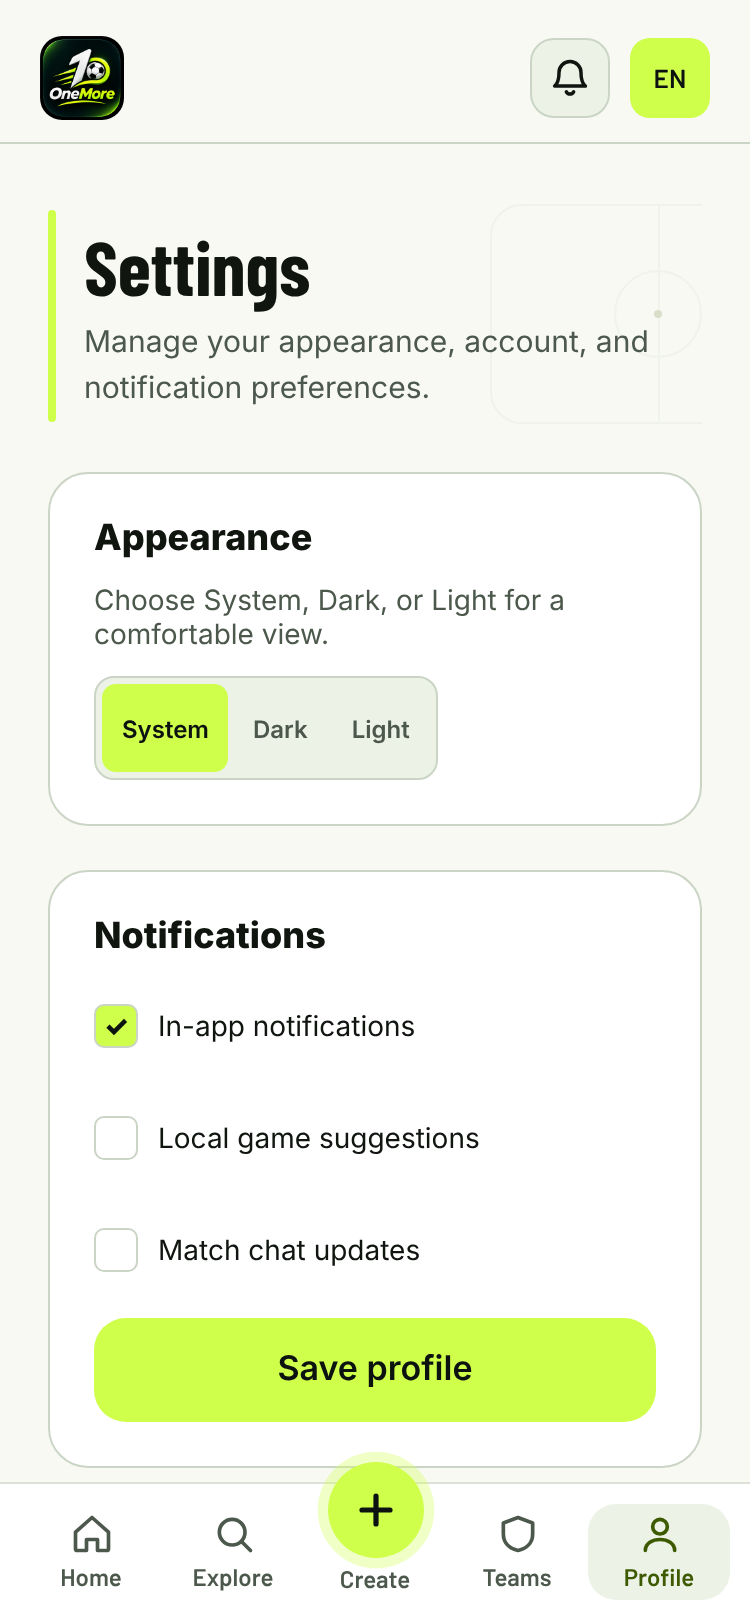 OneMore
EN
Settings
Manage your appearance, account, and
notification preferences.
Appearance
Choose System, Dark, or Light for a
comfortable view.
System Dark Light
Notifications
In-app notifications
Local game suggestions
Match chat updates
Save profile
Home Explore Create Teams Profile